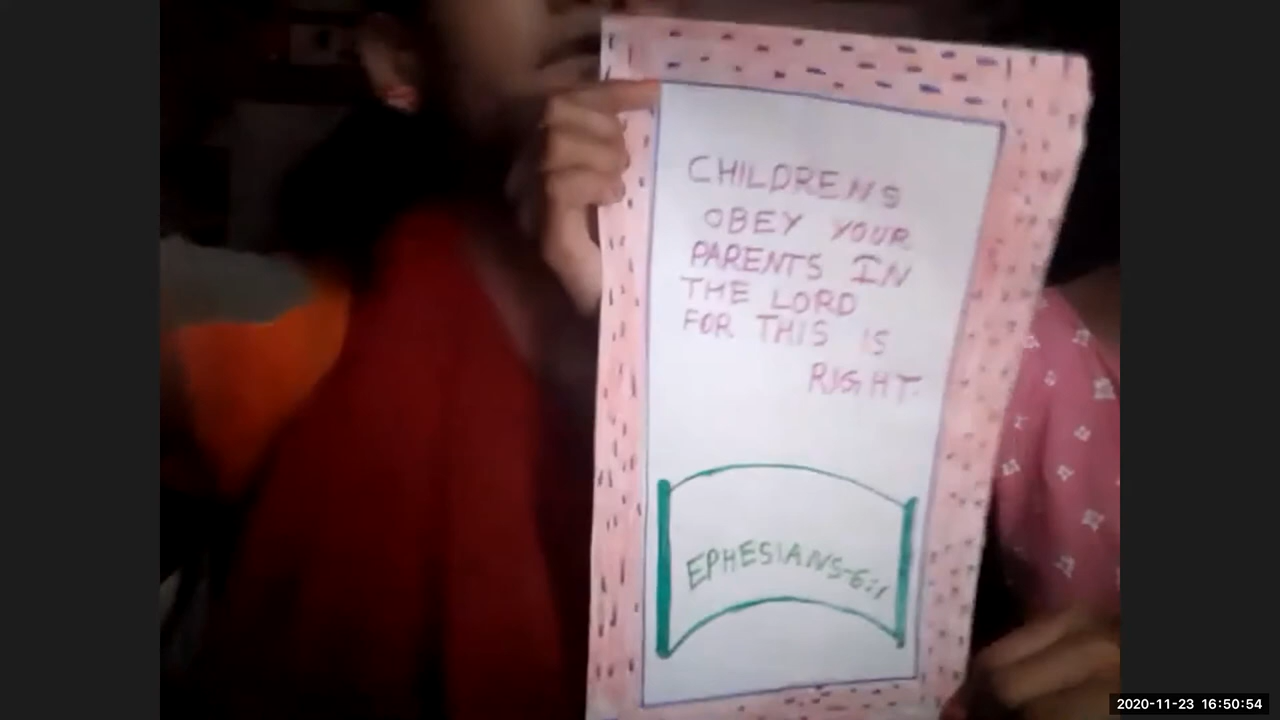 CHILDRENS
OBEY YOUR
PARENTS IN
THE LORD
FOR THIS IS
RIGHT.
EPHESIANS-6:1
2020-11-23 16:50:54